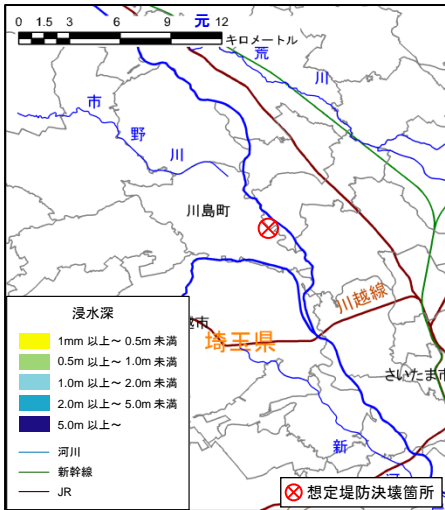 0 1.5 3 6 9 12
キロメートル
元
荒
川
市
野
川
川島町
川越線
埼玉県
さいたま市
新
河
浸水深
1mm 以上～ 0.5m 未満
0.5m 以上～ 1.0m 未満
1.0m 以上～ 2.0m 未満
2.0m 以上～ 5.0m 未満
5.0m 以上～
河川
新幹線
JR
想定堤防決壊箇所